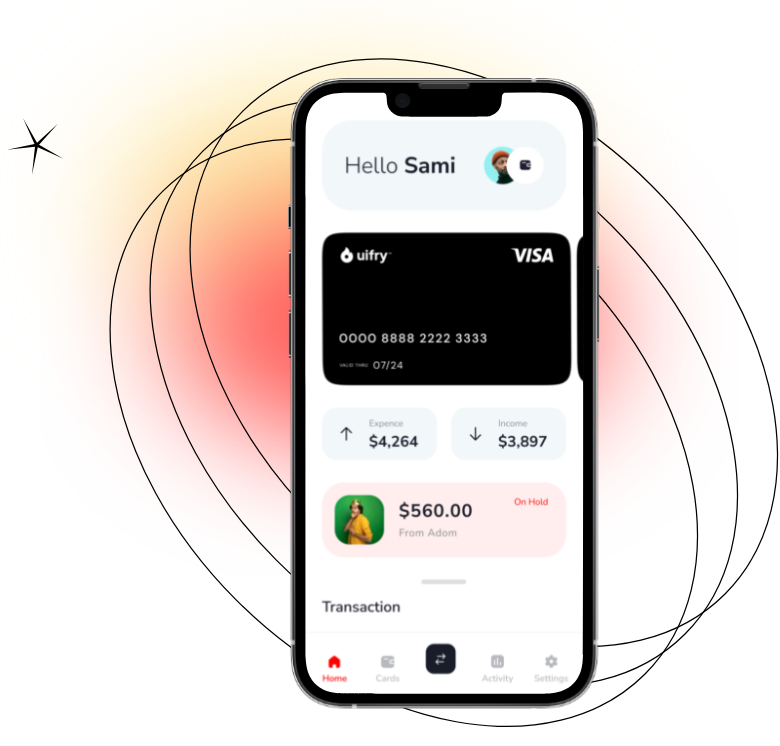 Hello Sami
uifry™
VISA
0000 8888 2222 3333
VALID THRU 07/24
Expence
$4,264
Income
$3,897
$560.00
On Hold
From Adom
Transaction
Home
Cards
Activity
Settings